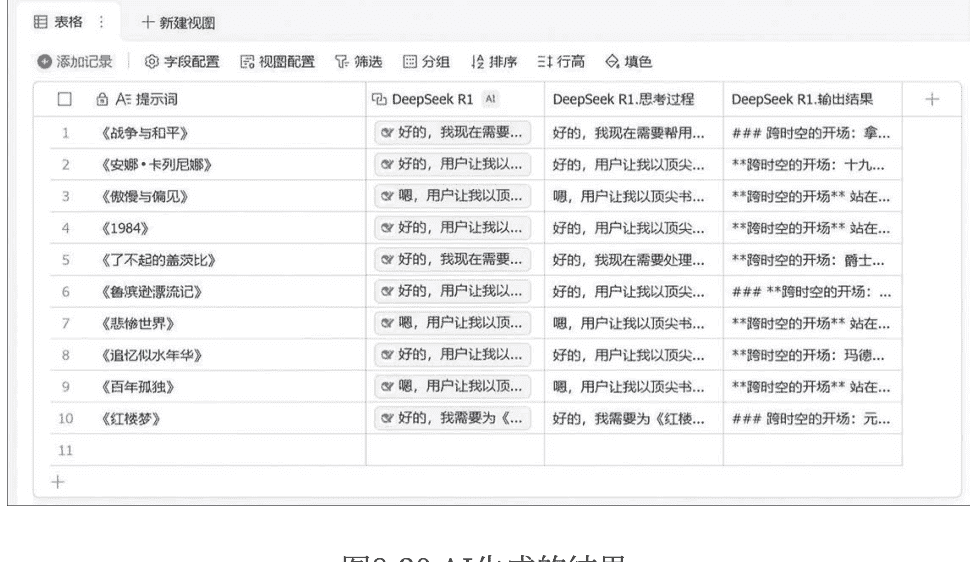 表格 ⋮ +新建视图
添加记录 字段配置 视图配置 筛选 分组 排序 行高 填色
提示词 DeepSeek R1 AI DeepSeek R1.思考过程 DeepSeek R1.输出结果 +
1 《战争与和平》 好的，我现在需要... 好的，我现在需要帮用... ### 跨时空的开场：拿...
2 《安娜•卡列尼娜》 好的，用户让我以... 好的，用户让我以顶尖... **跨时空的开场：十九...
3 《傲慢与偏见》 嗯，用户让我以顶... 嗯，用户让我以顶尖书... **跨时空的开场** 站在...
4 《1984》 好的，用户让我以... 好的，用户让我以顶尖... **跨时空的开场** 站在...
5 《了不起的盖茨比》 好的，我现在需要... 好的，我现在需要处理... **跨时空的开场：爵士...
6 《鲁滨逊漂流记》 好的，用户让我以... 好的，用户让我以顶尖... ### **跨时空的开场：...
7 《悲惨世界》 嗯，用户让我以顶... 嗯，用户让我以顶尖书... **跨时空的开场** 站在...
8 《追忆似水年华》 好的，用户让我以... 好的，用户让我以顶尖... **跨时空的开场：玛德...
9 《百年孤独》 嗯，用户让我以顶... 嗯，用户让我以顶尖书... **跨时空的开场** 站在...
10 《红楼梦》 好的，我需要为《... 好的，我需要为《红楼... ### 跨时空的开场：元...
11
+